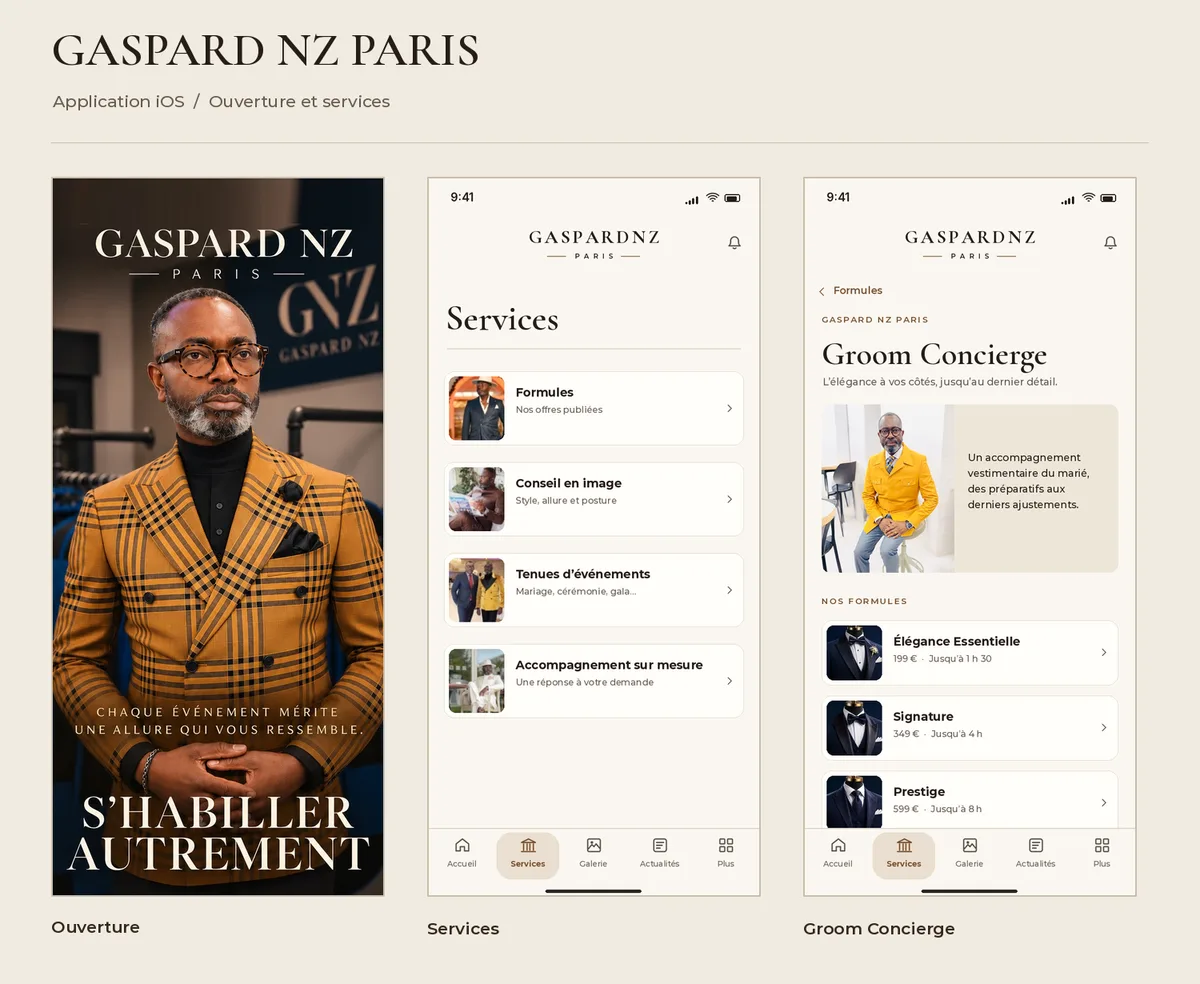 GASPARD NZ PARIS
Application iOS / Ouverture et services
GASPARD NZ
PARIS
GNZ
GASPARD NZ
CHAQUE ÉVÉNEMENT MÉRITE
UNE ALLURE QUI VOUS RESSEMBLE.
S'HABILLER
AUTREMENT
Ouverture
9:41
GASPARDNZ
PARIS
Services
Formules
Nos offres publiées
Conseil en image
Style, allure et posture
Tenues d'événements
Mariage, cérémonie, gala...
Accompagnement sur mesure
Une réponse à votre demande
Accueil
Services
Galerie
Actualités
Plus
Services
9:41
GASPARDNZ
PARIS
Formules
GASPARD NZ PARIS
Groom Concierge
L'élégance à vos côtés, jusqu'au dernier détail.
Un accompagnement
vestimentaire du marié,
des préparatifs aux
derniers ajustements.
NOS FORMULES
Élégance Essentielle
199 € · Jusqu'à 1 h 30
Signature
349 € · Jusqu'à 4 h
Prestige
599 € · Jusqu'à 8 h
Accueil
Services
Galerie
Actualités
Plus
Groom Concierge